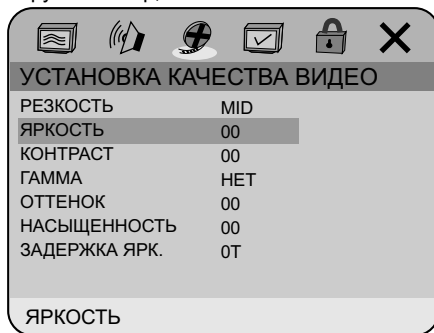 УСТАНОВКА КАЧЕСТВА ВИДЕО
РЕЗКОСТЬ MID
ЯРКОСТЬ 00
КОНТРАСТ 00
ГАММА НЕТ
ОТТЕНОК 00
НАСЫЩЕННОСТЬ 00
ЗАДЕРЖКА ЯРК. 0T
ЯРКОСТЬ